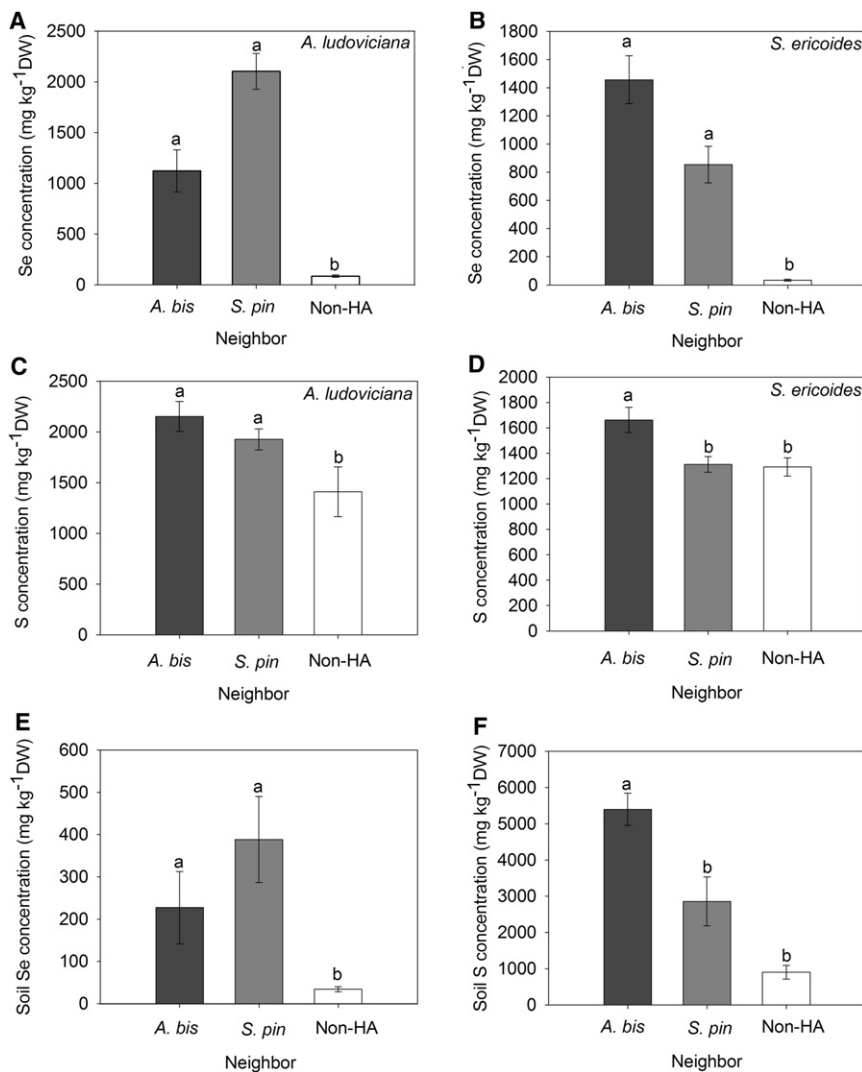 A
A. ludoviciana
Se concentration (mg kg⁻¹DW)
2500
2000
1500
1000
500
0
a
a
b
A. bis
S. pin
Non-HA
Neighbor
B
S. ericoides
Se concentration (mg kg⁻¹DW)
1800
1600
1400
1200
1000
800
600
400
200
0
a
a
b
A. bis
S. pin
Non-HA
Neighbor
C
A. ludoviciana
S concentration (mg kg⁻¹DW)
2500
2000
1500
1000
500
0
a
a
b
A. bis
S. pin
Non-HA
Neighbor
D
S. ericoides
S concentration (mg kg⁻¹DW)
2000
1800
1600
1400
1200
1000
800
600
400
200
0
a
b
b
A. bis
S. pin
Non-HA
Neighbor
E
Soil Se concentration (mg kg⁻¹DW)
600
500
400
300
200
100
0
a
a
b
A. bis
S. pin
Non-HA
Neighbor
F
Soil S concentration (mg kg⁻¹DW)
7000
6000
5000
4000
3000
2000
1000
0
a
b
b
A. bis
S. pin
Non-HA
Neighbor